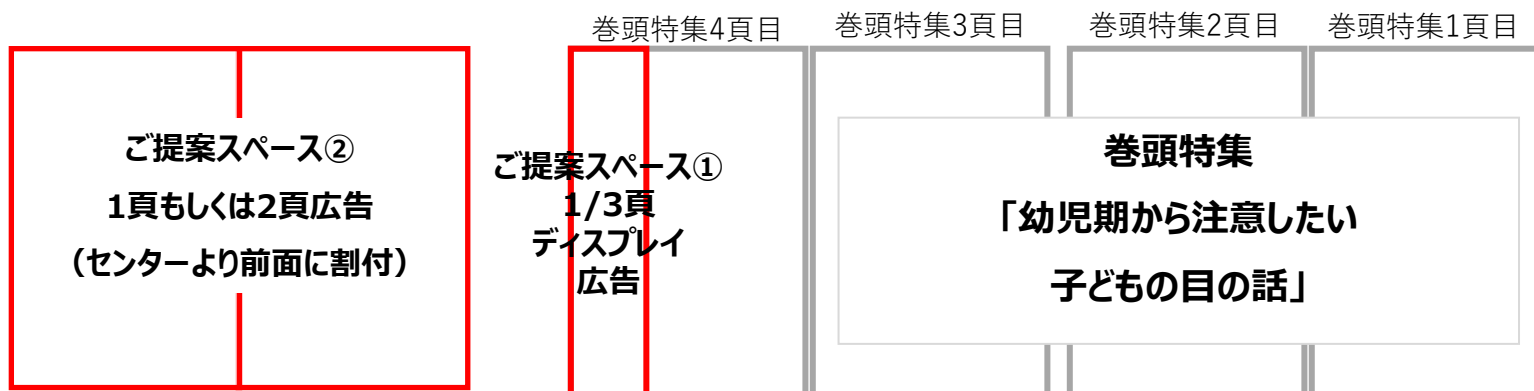 巻頭特集4頁目
巻頭特集3頁目
巻頭特集2頁目
巻頭特集1頁目
ご提案スペース②
1頁もしくは2頁広告
（センターより前面に割付）
ご提案スペース①
1/3頁
ディスプレイ
広告
巻頭特集
「幼児期から注意したい
子どもの目の話」